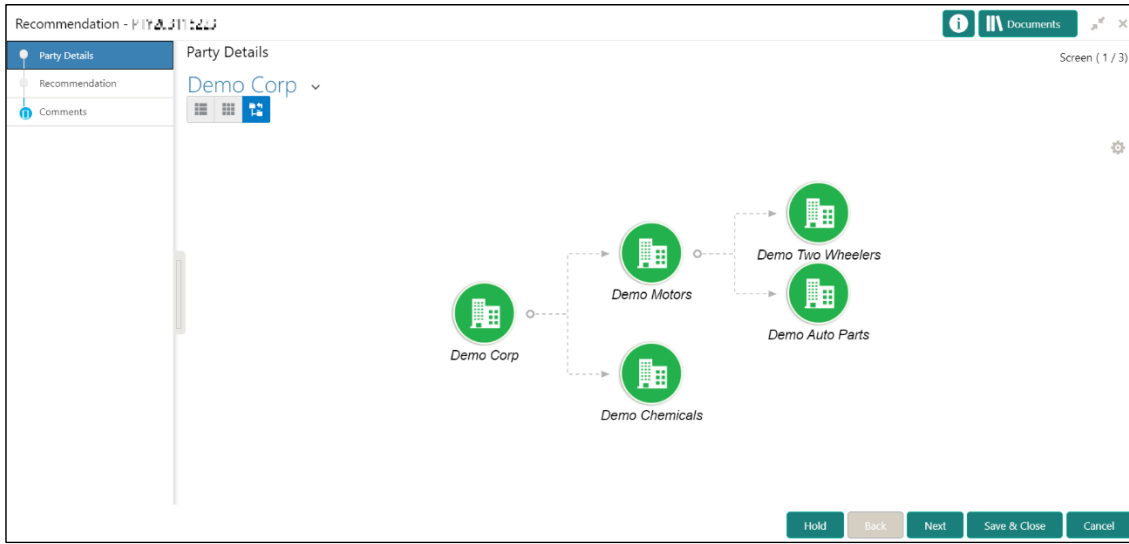 Recommendation -
Documents
Party Details
Recommendation
Comments
Party Details
Screen ( 1 / 3)
Demo Corp
Demo Two Wheelers
Demo Motors
Demo Auto Parts
Demo Corp
Demo Chemicals
Hold
Back
Next
Save & Close
Cancel